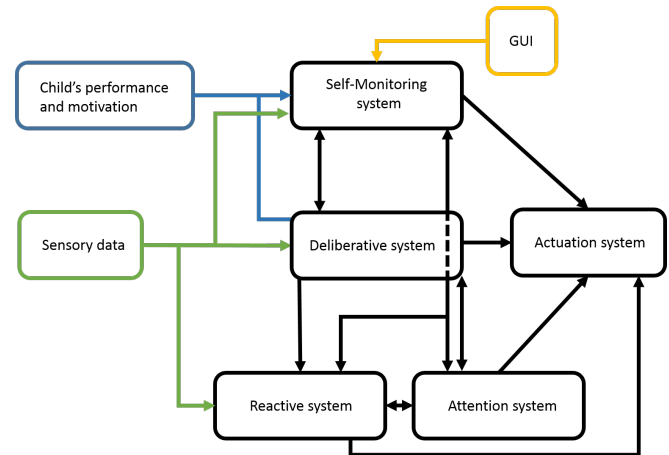 GUI
Child's performance
and motivation
Self-Monitoring
system
Sensory data
Deliberative system
Actuation system
Reactive system
Attention system